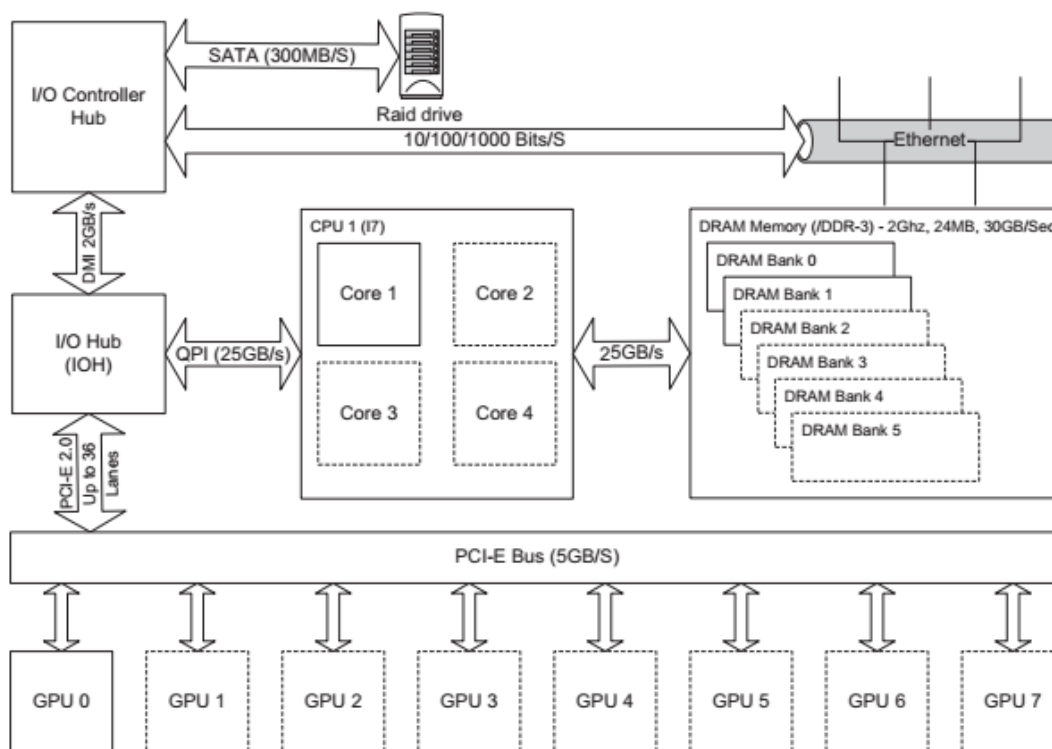 SATA (300MB/S)
I/O Controller
Hub
Raid drive
10/100/1000 Bits/S
Ethernet
DMI 2GB/s
CPU 1 (I7)
DRAM Memory (/DDR-3) - 2Ghz, 24MB, 30GB/Sec
DRAM Bank 0
Core 1
Core 2
DRAM Bank 1
DRAM Bank 2
I/O Hub
(IOH)
QPI (25GB/s)
25GB/s
DRAM Bank 3
DRAM Bank 4
Core 3
Core 4
DRAM Bank 5
PCI-E 2.0
Up to 36
Lanes
PCI-E Bus (5GB/S)
GPU 0
GPU 1
GPU 2
GPU 3
GPU 4
GPU 5
GPU 6
GPU 7